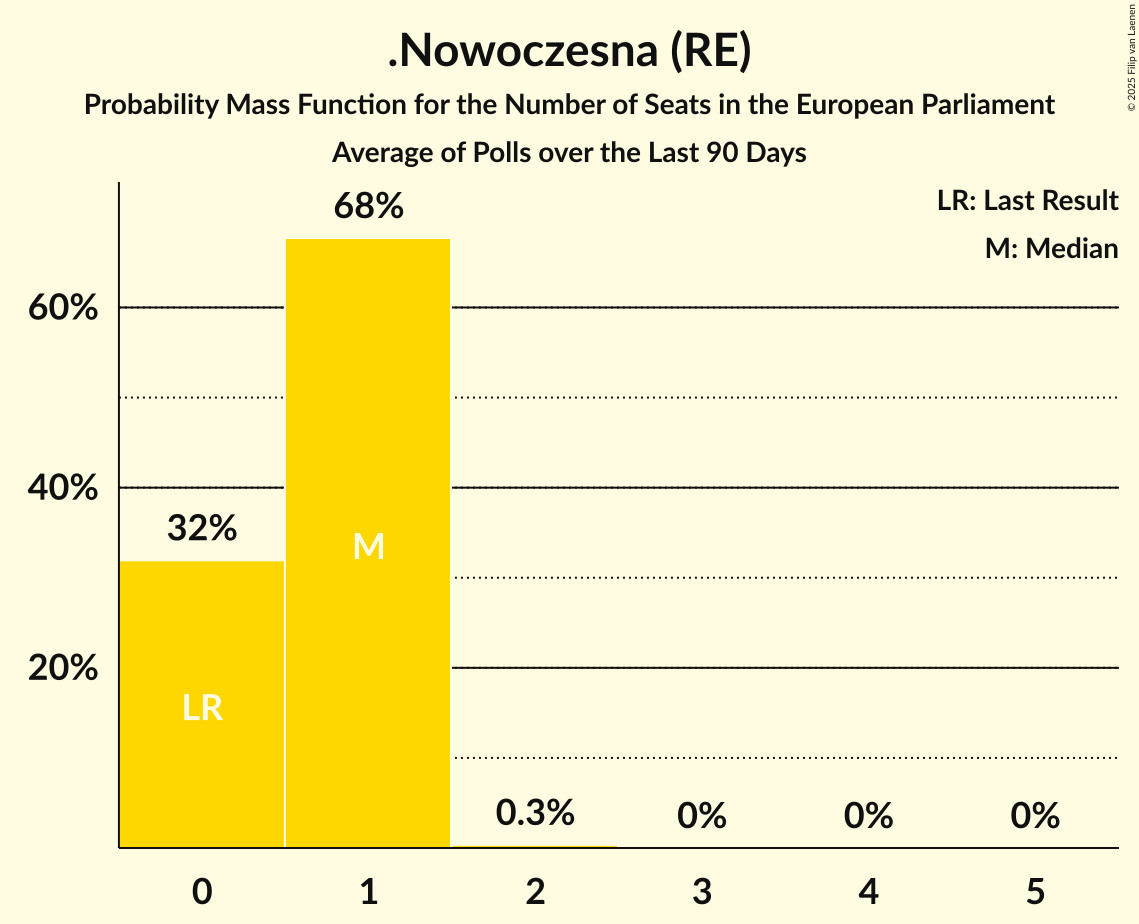 .Nowoczesna (RE)
Probability Mass Function for the Number of Seats in the European Parliament
Average of Polls over the Last 90 Days
© 2025 Filip van Laenen
LR: Last Result
M: Median
68%
60%
40%
32%
M
20%
LR
0.3%
0%
0%
0%
0
1
2
3
4
5